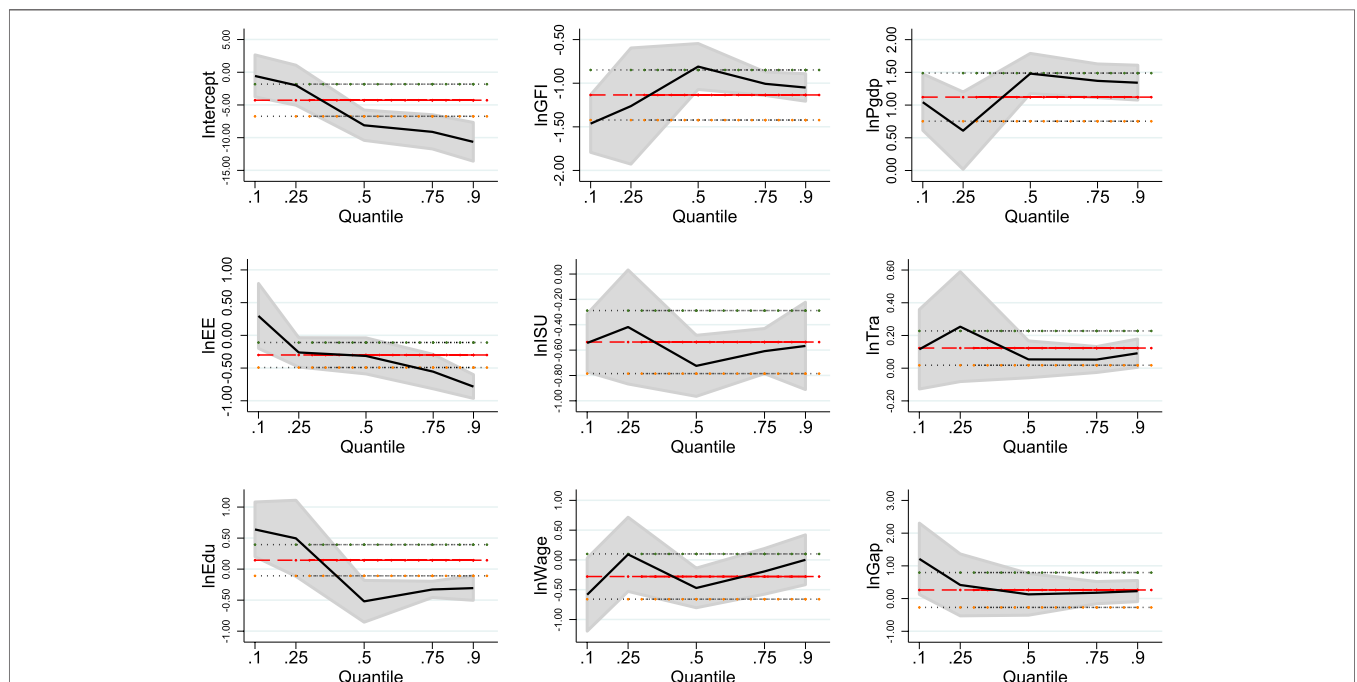 Intercept
5.00
0.00
-5.00
-10.00
-15.00
.1 .25 .5 .75 .9
Quantile
lnGFI
-0.50
-1.00
-1.50
-2.00
.1 .25 .5 .75 .9
Quantile
lnPgdp
2.00
1.50
1.00
0.50
0.00
.1 .25 .5 .75 .9
Quantile
lnEE
1.00
0.50
0.00
-0.50
-1.00
.1 .25 .5 .75 .9
Quantile
lnISU
0.00
-0.20
-0.40
-0.60
-0.80
-1.00
.1 .25 .5 .75 .9
Quantile
lnTra
0.60
0.40
0.20
0.00
-0.20
.1 .25 .5 .75 .9
Quantile
lnEdu
1.00
0.50
0.00
-0.50
-1.00
.1 .25 .5 .75 .9
Quantile
lnWage
1.00
0.50
0.00
-0.50
-1.00
.1 .25 .5 .75 .9
Quantile
lnGap
3.00
2.00
1.00
0.00
-1.00
.1 .25 .5 .75 .9
Quantile